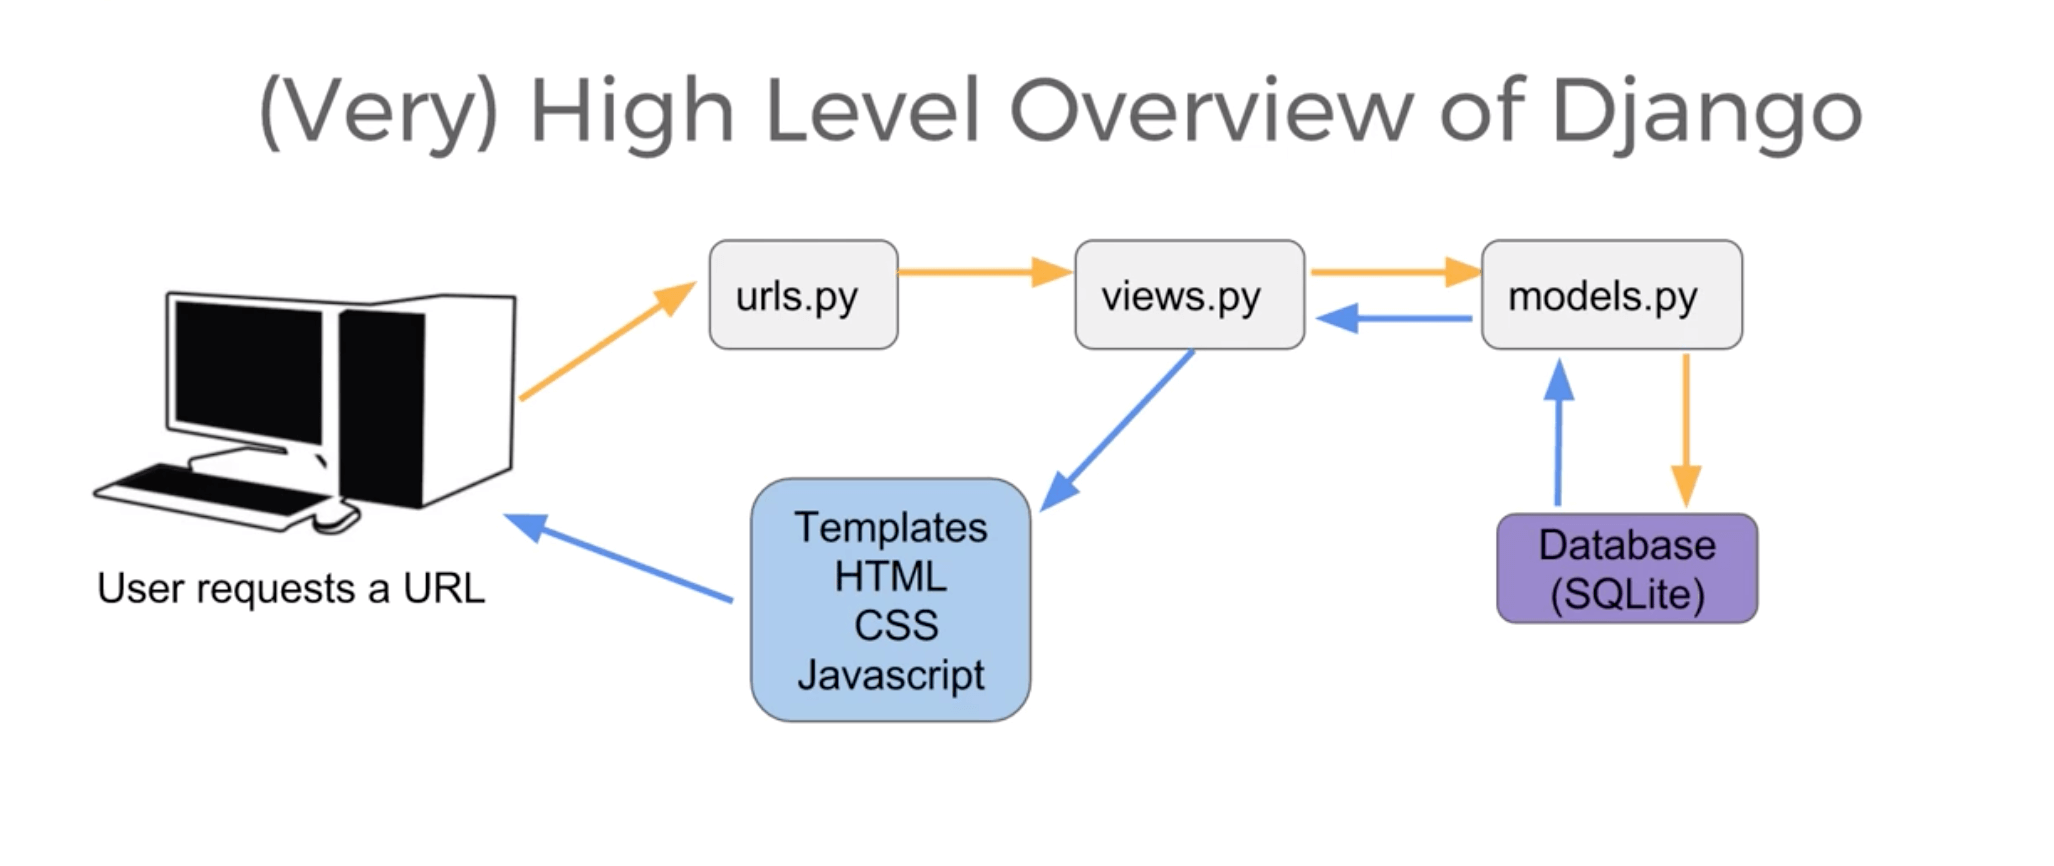 (Very) High Level Overview of Django
urls.py
views.py
models.py
User requests a URL
Templates
HTML
CSS
Javascript
Database
(SQLite)